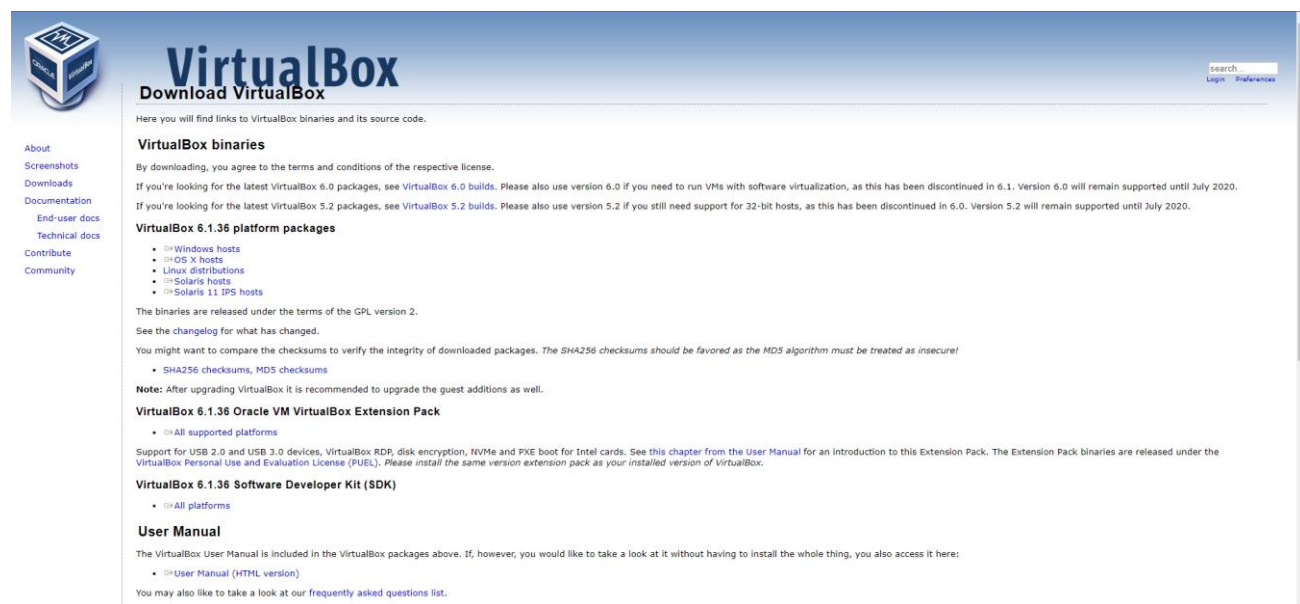 VirtualBox
search...
Login Preferences
Download VirtualBox
Here you will find links to VirtualBox binaries and its source code.
About
Screenshots
Downloads
Documentation
End-user docs
Technical docs
Contribute
Community
VirtualBox binaries
By downloading, you agree to the terms and conditions of the respective license.
If you're looking for the latest VirtualBox 6.0 packages, see VirtualBox 6.0 builds. Please also use version 6.0 if you need to run VMs with software virtualization, as this has been discontinued in 6.1. Version 6.0 will remain supported until July 2020.
If you're looking for the latest VirtualBox 5.2 packages, see VirtualBox 5.2 builds. Please also use version 5.2 if you still need support for 32-bit hosts, as this has been discontinued in 6.0. Version 5.2 will remain supported until July 2020.
VirtualBox 6.1.36 platform packages
Windows hosts
OS X hosts
Linux distributions
Solaris hosts
Solaris 11 IPS hosts
The binaries are released under the terms of the GPL version 2.
See the changelog for what has changed.
You might want to compare the checksums to verify the integrity of downloaded packages. The SHA256 checksums should be favored as the MD5 algorithm must be treated as insecure!
SHA256 checksums, MD5 checksums
Note: After upgrading VirtualBox it is recommended to upgrade the guest additions as well.
VirtualBox 6.1.36 Oracle VM VirtualBox Extension Pack
All supported platforms
Support for USB 2.0 and USB 3.0 devices, VirtualBox RDP, disk encryption, NVMe and PXE boot for Intel cards. See this chapter from the User Manual for an introduction to this Extension Pack. The Extension Pack binaries are released under the
VirtualBox Personal Use and Evaluation License (PUEL). Please install the same version extension pack as your installed version of VirtualBox.
VirtualBox 6.1.36 Software Developer Kit (SDK)
All platforms
User Manual
The VirtualBox User Manual is included in the VirtualBox packages above. If, however, you would like to take a look at it without having to install the whole thing, you also access it here:
User Manual (HTML version)
You may also like to take a look at our frequently asked questions list.